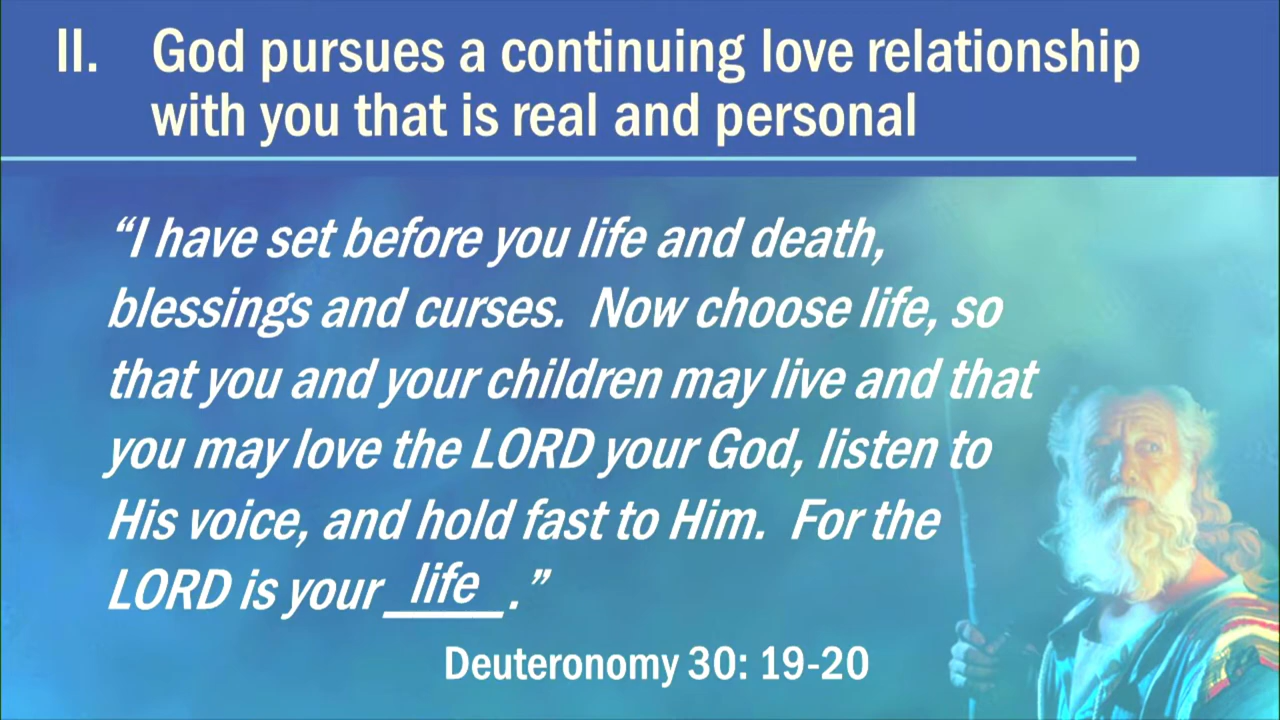 II. God pursues a continuing love relationship
with you that is real and personal
“I have set before you life and death,
blessings and curses. Now choose life, so
that you and your children may live and that
you may love the LORD your God, listen to
His voice, and hold fast to Him. For the
LORD is your life.”
Deuteronomy 30: 19-20